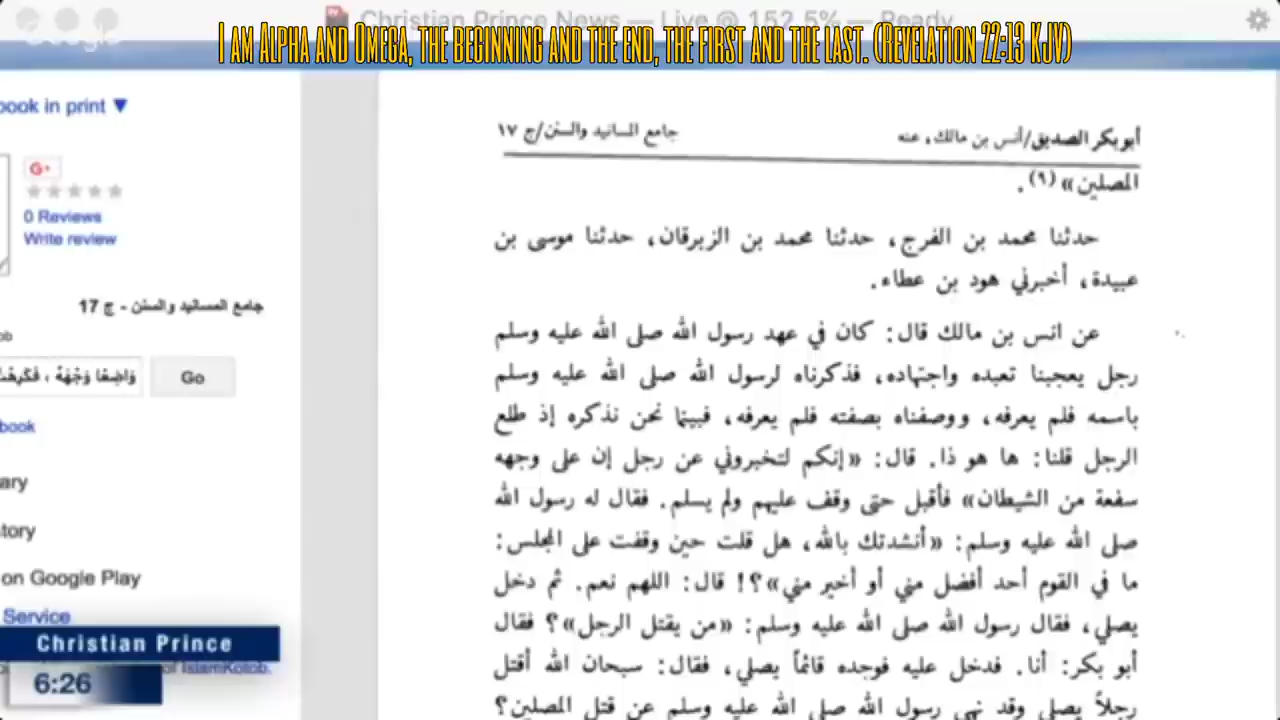 Christian Prince News — Live @ 152.5% — Ready
I am Alpha and Omega, the beginning and the end, the first and the last. (Revelation 22:13 KJV)
Google
book in print ▼
G+
0 Reviews
Write review
جامع المسانيد والسنن - ج 17
وَاضِعًا وَجْهَهُ ،
Go
book
on Google Play
Service
of IslamKotob.
Christian Prince
6:26
أبو بكر الصديق/أنس بن مالك، عنه
جامع المسانيد والسنن/ج ١٧
المصلين» (٩) .
حدثنا محمد بن الفرج، حدثنا محمد بن الزبرقان، حدثنا موسى بن
عبيدة، أخبرني هود بن عطاء.
عن انس بن مالك قال: كان في عهد رسول الله صلى الله عليه وسلم
رجل يعجبنا تعبده واجتهاده، فذكرناه لرسول الله صلى الله عليه وسلم
باسمه فلم يعرفه، ووصفناه بصفته فلم يعرفه، فبينما نحن نذكره إذ طلع
الرجل قلنا: ها هو ذا. قال: «إنكم لتخبروني عن رجل إن على وجهه
سفعة من الشيطان» فأقبل حتى وقف عليهم ولم يسلم. فقال له رسول الله
صلى الله عليه وسلم: «أنشدتك بالله، هل قلت حين وقفت على المجلس:
ما في القوم أحد أفضل مني أو أخير مني»؟! قال: اللهم نعم. ثم دخل
يصلي، فقال رسول الله صلى الله عليه وسلم: «من يقتل الرجل»؟ فقال
أبو بكر: أنا. فدخل عليه فوجده قائماً يصلي، فقال: سبحان الله أقتل
رجلاً يصلي وقد نهى رسول الله صلى الله عليه وسلم عن قتل المصلين؟